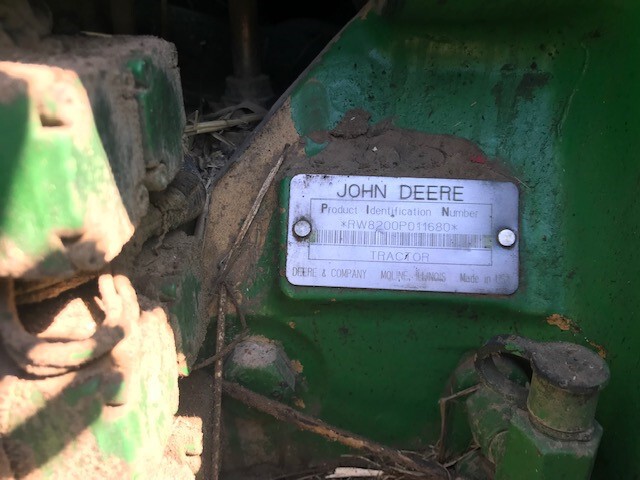 JOHN DEERE
Product Identification Number
*RW8200P011680*
TRACTOR
DEERE & COMPANY MOLINE, ILLINOIS Made in USA